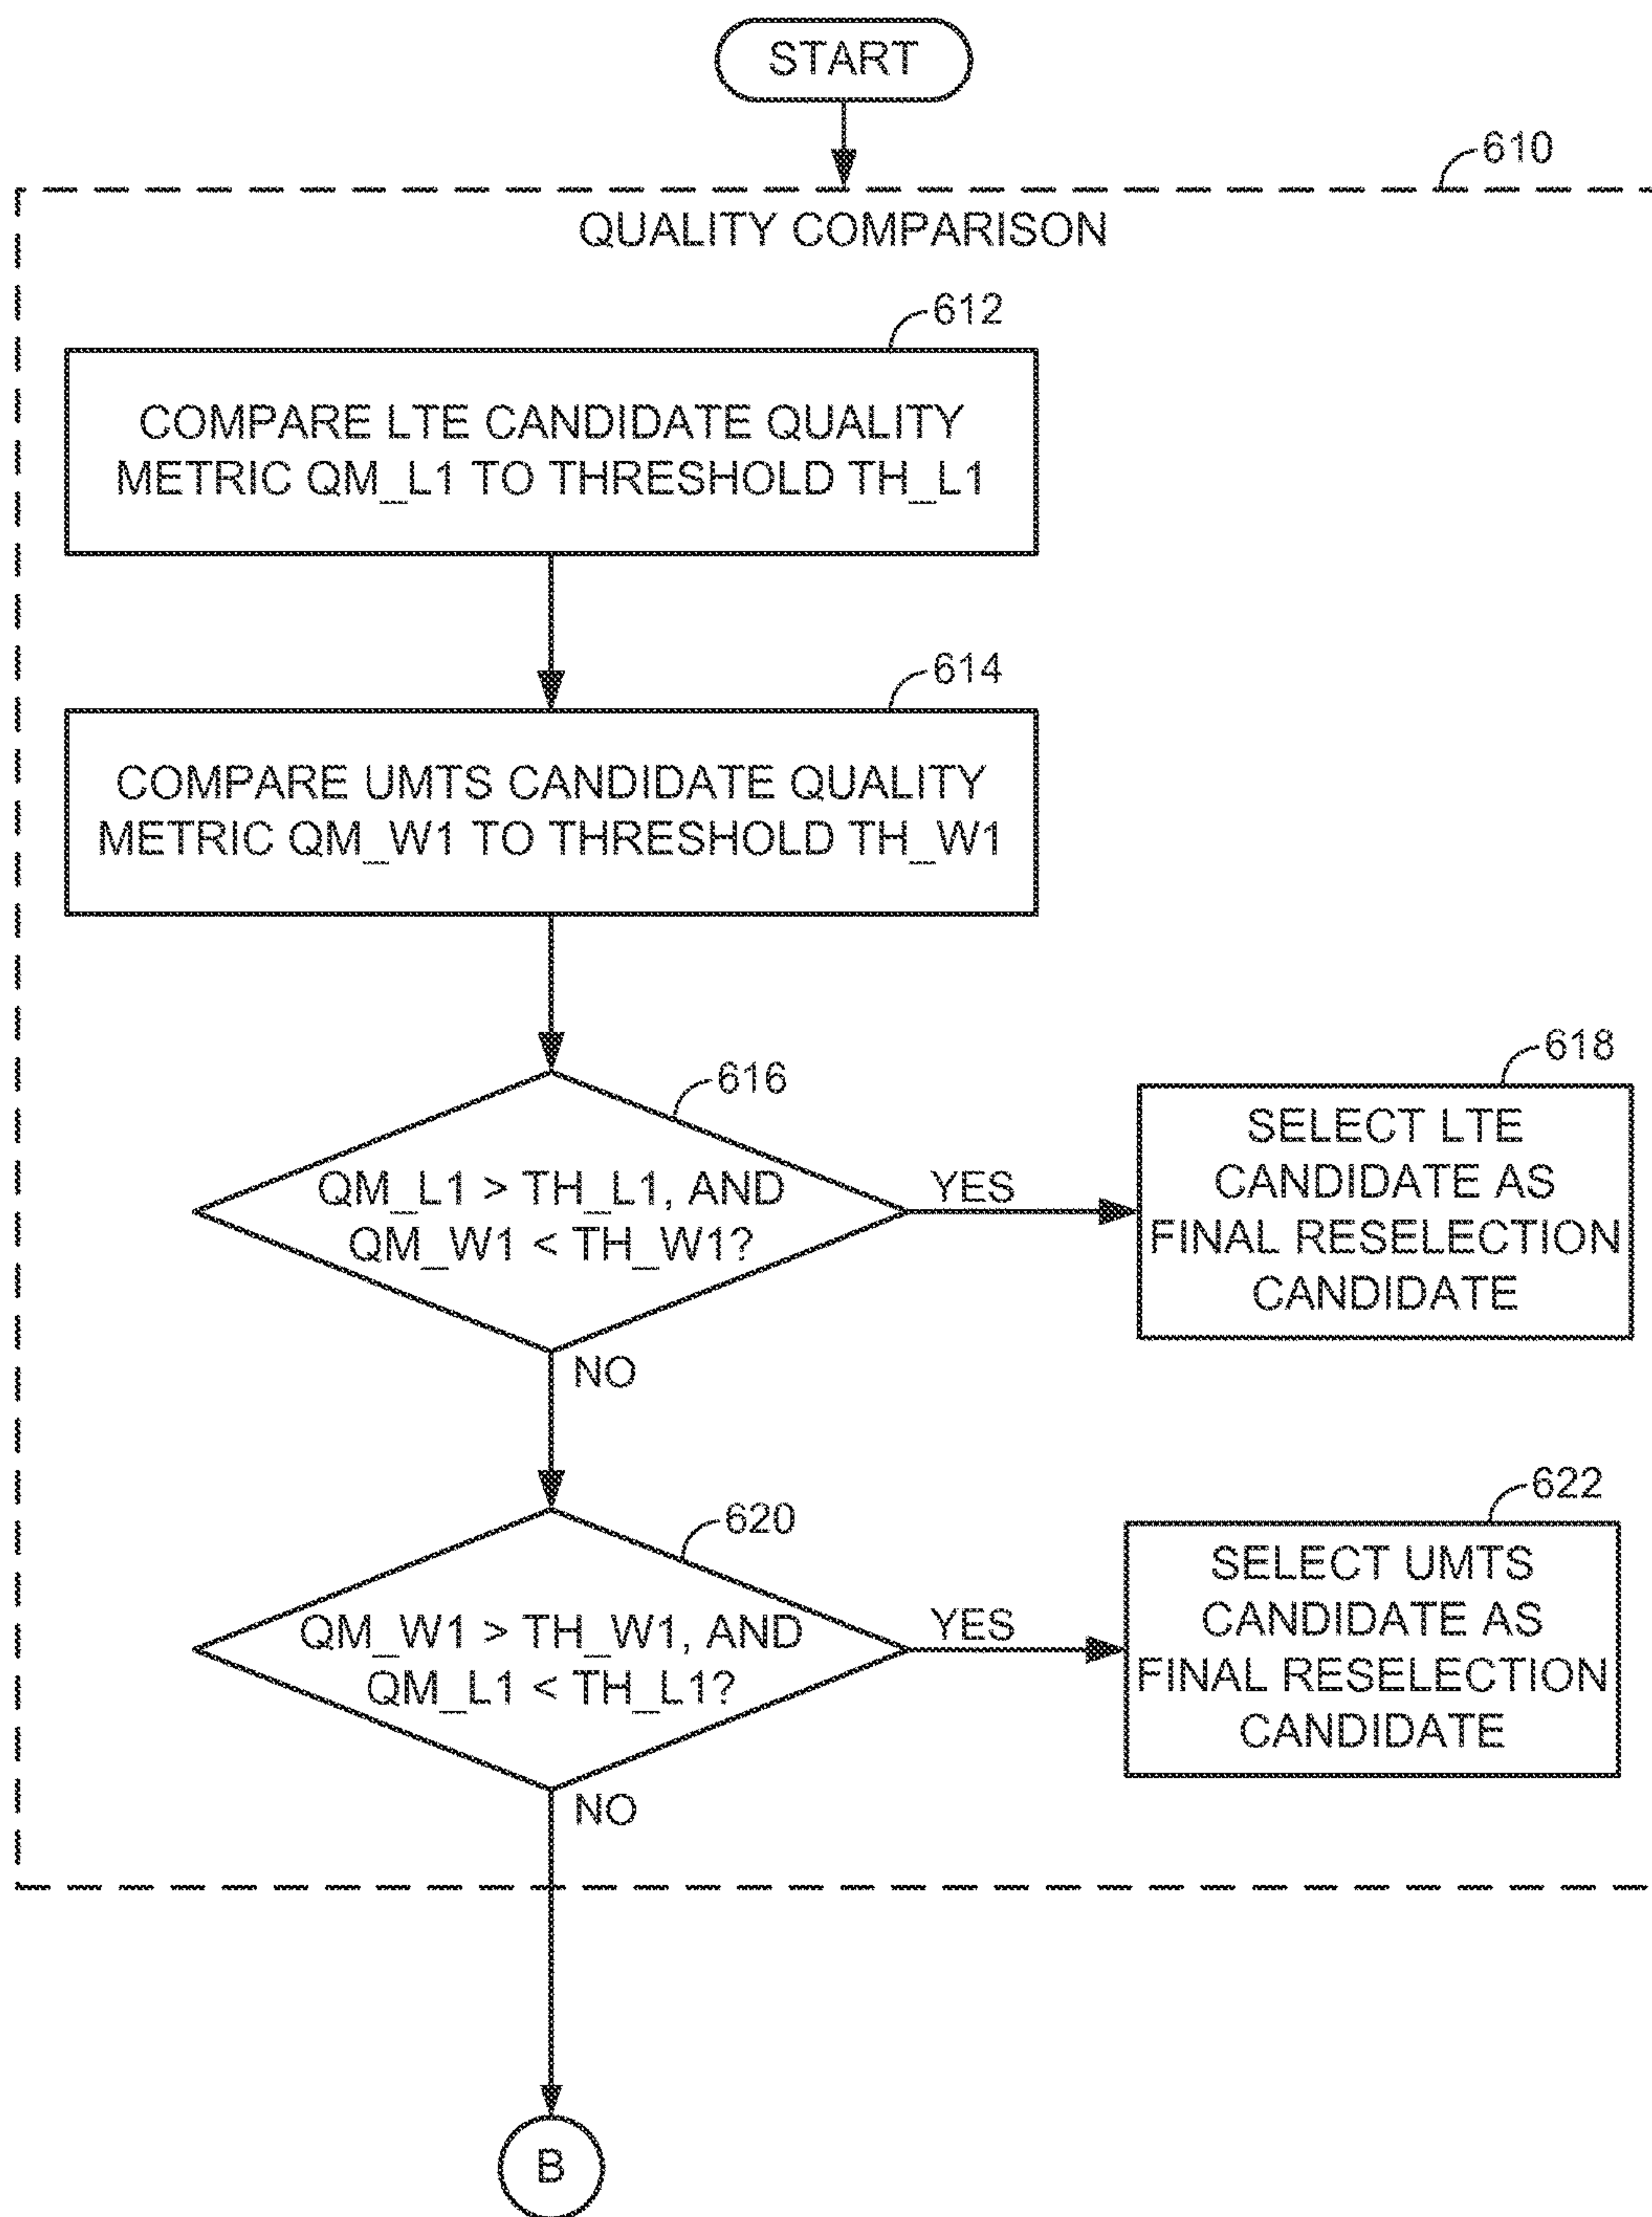 START
610
QUALITY COMPARISON
612
COMPARE LTE CANDIDATE QUALITY
METRIC QM_L1 TO THRESHOLD TH_L1
614
COMPARE UMTS CANDIDATE QUALITY
METRIC QM_W1 TO THRESHOLD TH_W1
616
QM_L1 > TH_L1, AND
QM_W1 < TH_W1?
YES
618
SELECT LTE
CANDIDATE AS
FINAL RESELECTION
CANDIDATE
NO
620
QM_W1 > TH_W1, AND
QM_L1 < TH_L1?
YES
622
SELECT UMTS
CANDIDATE AS
FINAL RESELECTION
CANDIDATE
NO
B